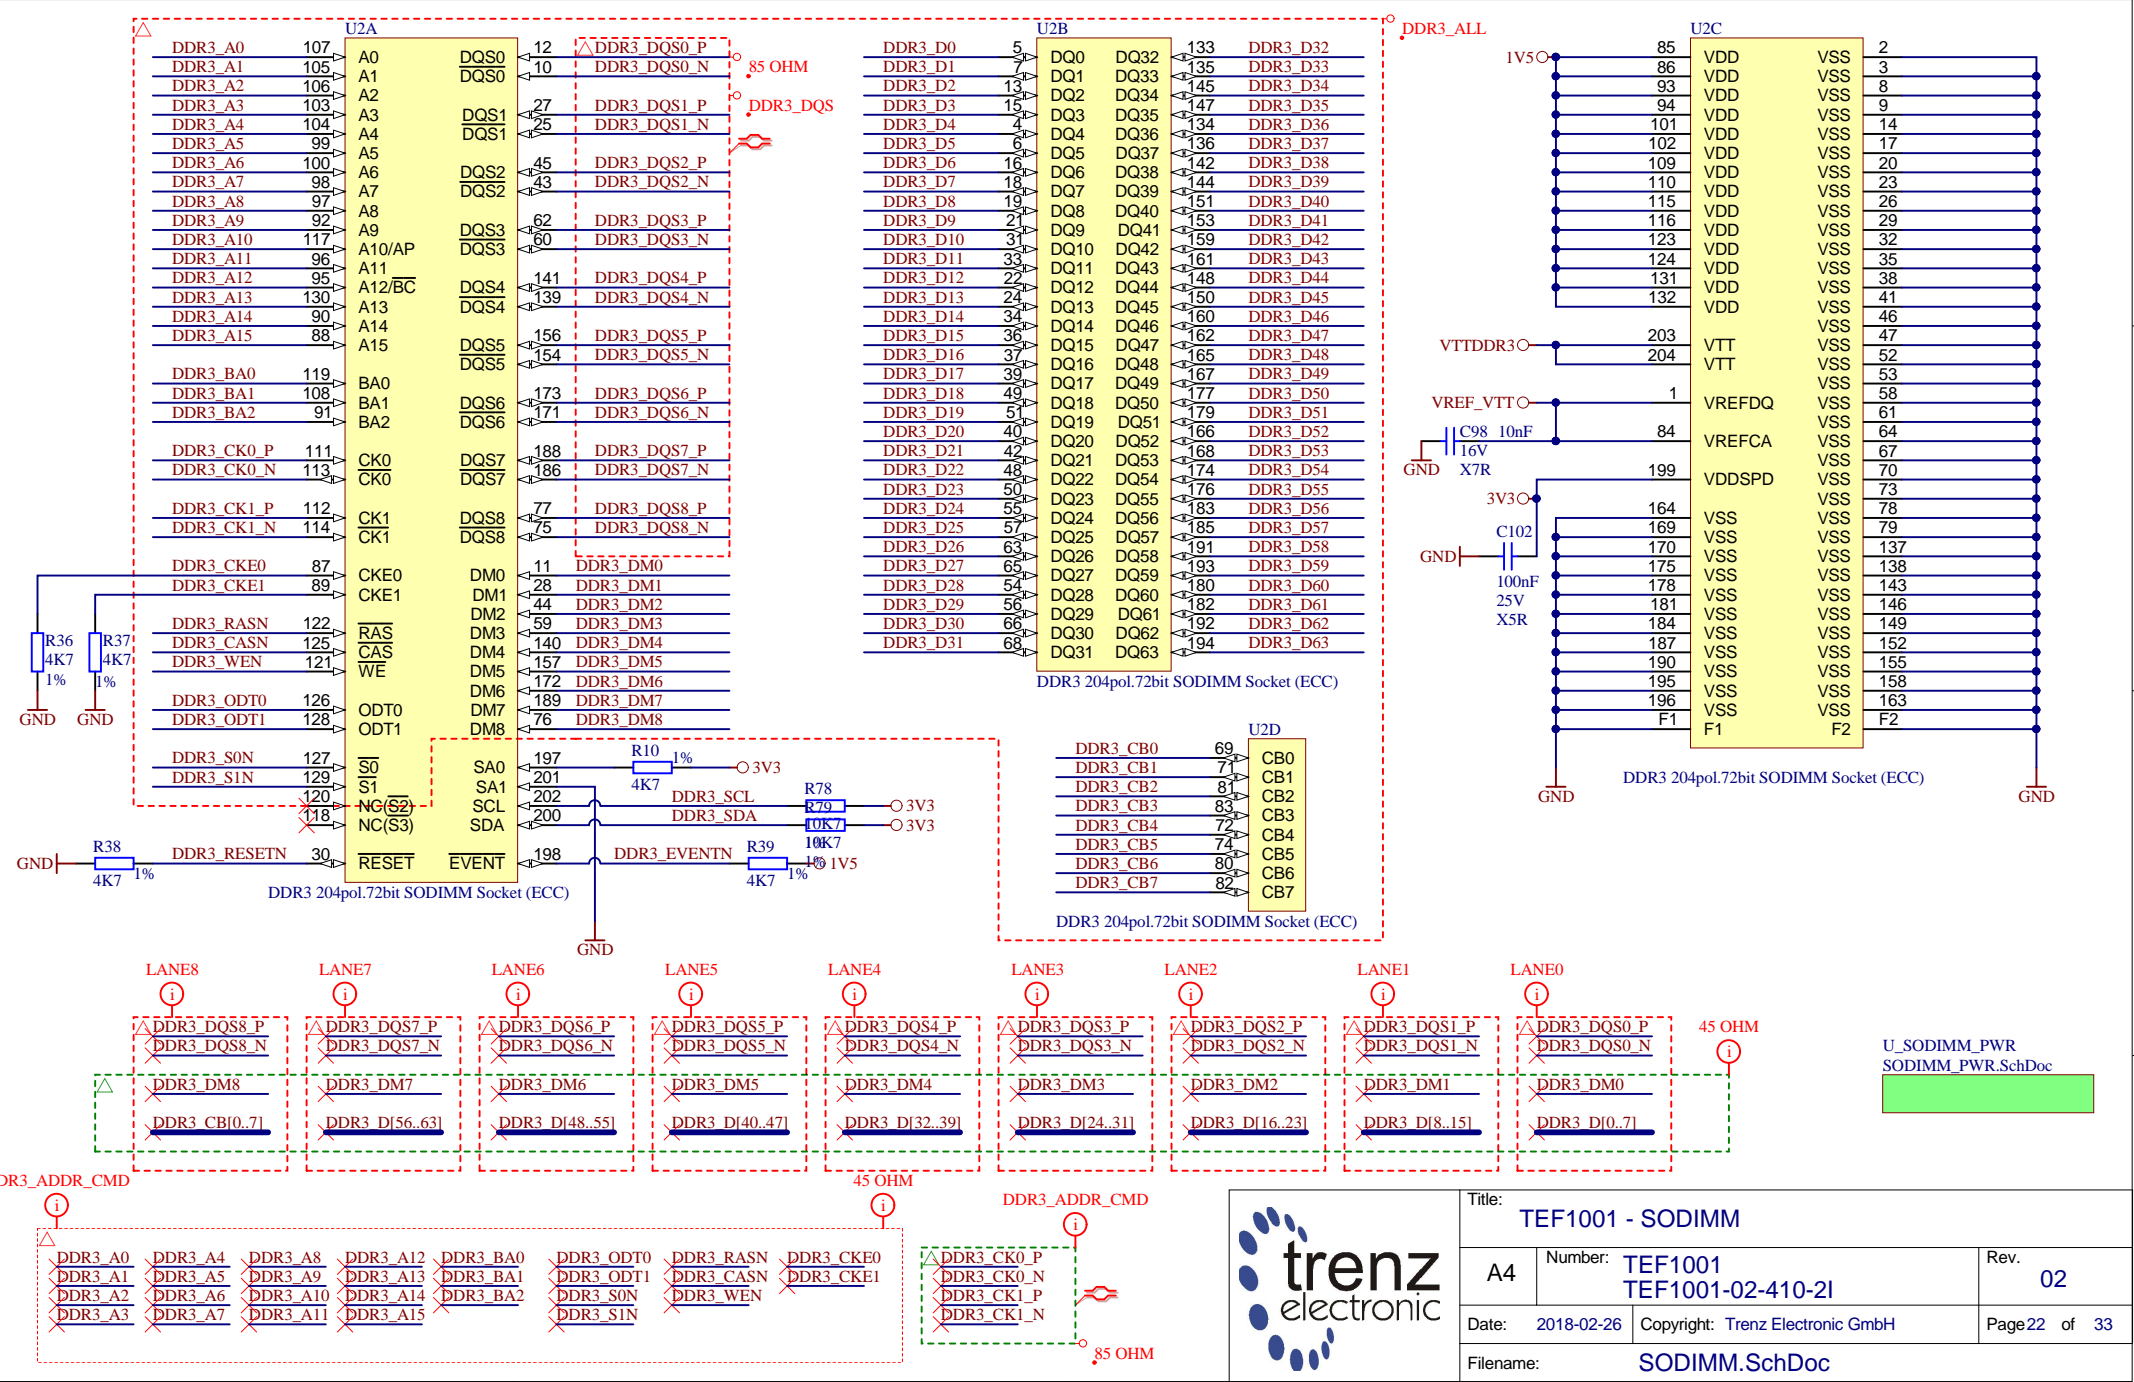 U2A
DDR3_A0 107 A0
DDR3_A1 105 A1
DDR3_A2 106 A2
DDR3_A3 103 A3
DDR3_A4 104 A4
DDR3_A5 99 A5
DDR3_A6 100 A6
DDR3_A7 98 A7
DDR3_A8 97 A8
DDR3_A9 92 A9
DDR3_A10 117 A10/AP
DDR3_A11 96 A11
DDR3_A12 95 A12/BC
DDR3_A13 130 A13
DDR3_A14 90 A14
DDR3_A15 88 A15
DDR3_BA0 119 BA0
DDR3_BA1 108 BA1
DDR3_BA2 91 BA2
DDR3_CK0_P 111 CK0
DDR3_CK0_N 113 CK0
DDR3_CK1_P 112 CK1
DDR3_CK1_N 114 CK1
DDR3_CKE0 87 CKE0
DDR3_CKE1 89 CKE1
R36 4K7 1% GND
R37 4K7 1% GND
DDR3_RASN 122 RAS
DDR3_CASN 125 CAS
DDR3_WEN 121 WE
DDR3_ODT0 126 ODT0
DDR3_ODT1 128 ODT1
DDR3_S0N 127 S0
DDR3_S1N 129 S1
120 NC(S2)
118 NC(S3)
GND R38 4K7 1% DDR3_RESETN 30 RESET
DQS0 12 DDR3_DQS0_P
DQS0 10 DDR3_DQS0_N
DQS1 27 DDR3_DQS1_P
DQS1 25 DDR3_DQS1_N
DQS2 45 DDR3_DQS2_P
DQS2 43 DDR3_DQS2_N
DQS3 62 DDR3_DQS3_P
DQS3 60 DDR3_DQS3_N
DQS4 141 DDR3_DQS4_P
DQS4 139 DDR3_DQS4_N
DQS5 156 DDR3_DQS5_P
DQS5 154 DDR3_DQS5_N
DQS6 173 DDR3_DQS6_P
DQS6 171 DDR3_DQS6_N
DQS7 188 DDR3_DQS7_P
DQS7 186 DDR3_DQS7_N
DQS8 77 DDR3_DQS8_P
DQS8 75 DDR3_DQS8_N
85 OHM
DDR3_DQS
DM0 11 DDR3_DM0
DM1 28 DDR3_DM1
DM2 44 DDR3_DM2
DM3 59 DDR3_DM3
DM4 140 DDR3_DM4
DM5 157 DDR3_DM5
DM6 172 DDR3_DM6
DM7 189 DDR3_DM7
DM8 76 DDR3_DM8
SA0 197 R10 4K7 1% 3V3
SA1 201 GND
SCL 202 DDR3_SCL R78 3V3
SDA 200 DDR3_SDA R79 10K7 3V3
EVENT 198 DDR3_EVENTN R39 4K7 1% 1V5
DDR3 204pol.72bit SODIMM Socket (ECC)
U2B
DDR3_ALL
DDR3_D0 5 DQ0 DQ32 133 DDR3_D32
DDR3_D1 7 DQ1 DQ33 135 DDR3_D33
DDR3_D2 13 DQ2 DQ34 145 DDR3_D34
DDR3_D3 15 DQ3 DQ35 147 DDR3_D35
DDR3_D4 4 DQ4 DQ36 134 DDR3_D36
DDR3_D5 6 DQ5 DQ37 136 DDR3_D37
DDR3_D6 16 DQ6 DQ38 142 DDR3_D38
DDR3_D7 18 DQ7 DQ39 144 DDR3_D39
DDR3_D8 19 DQ8 DQ40 151 DDR3_D40
DDR3_D9 21 DQ9 DQ41 153 DDR3_D41
DDR3_D10 31 DQ10 DQ42 159 DDR3_D42
DDR3_D11 33 DQ11 DQ43 161 DDR3_D43
DDR3_D12 22 DQ12 DQ44 148 DDR3_D44
DDR3_D13 24 DQ13 DQ45 150 DDR3_D45
DDR3_D14 34 DQ14 DQ46 160 DDR3_D46
DDR3_D15 36 DQ15 DQ47 162 DDR3_D47
DDR3_D16 37 DQ16 DQ48 165 DDR3_D48
DDR3_D17 39 DQ17 DQ49 167 DDR3_D49
DDR3_D18 49 DQ18 DQ50 177 DDR3_D50
DDR3_D19 51 DQ19 DQ51 179 DDR3_D51
DDR3_D20 40 DQ20 DQ52 166 DDR3_D52
DDR3_D21 42 DQ21 DQ53 168 DDR3_D53
DDR3_D22 48 DQ22 DQ54 174 DDR3_D54
DDR3_D23 50 DQ23 DQ55 176 DDR3_D55
DDR3_D24 55 DQ24 DQ56 183 DDR3_D56
DDR3_D25 57 DQ25 DQ57 185 DDR3_D57
DDR3_D26 63 DQ26 DQ58 191 DDR3_D58
DDR3_D27 65 DQ27 DQ59 193 DDR3_D59
DDR3_D28 54 DQ28 DQ60 180 DDR3_D60
DDR3_D29 56 DQ29 DQ61 182 DDR3_D61
DDR3_D30 66 DQ30 DQ62 192 DDR3_D62
DDR3_D31 68 DQ31 DQ63 194 DDR3_D63
DDR3 204pol.72bit SODIMM Socket (ECC)
U2D
DDR3_CB0 69 CB0
DDR3_CB1 71 CB1
DDR3_CB2 81 CB2
DDR3_CB3 83 CB3
DDR3_CB4 72 CB4
DDR3_CB5 74 CB5
DDR3_CB6 80 CB6
DDR3_CB7 82 CB7
DDR3 204pol.72bit SODIMM Socket (ECC)
U2C
1V5 85 VDD VSS 2
86 VDD VSS 3
93 VDD VSS 8
94 VDD VSS 9
101 VDD VSS 14
102 VDD VSS 17
109 VDD VSS 20
110 VDD VSS 23
115 VDD VSS 26
116 VDD VSS 29
123 VDD VSS 32
124 VDD VSS 35
131 VDD VSS 38
132 VDD VSS 41
VSS 46
VTTDDR3 203 VTT VSS 47
204 VTT VSS 52
VSS 53
VREF_VTT 1 VREFDQ VSS 58
VSS 61
GND C98 10nF 16V X7R 84 VREFCA VSS 64
VSS 67
3V3 199 VDDSPD VSS 70
VSS 73
164 VSS VSS 78
169 VSS VSS 79
GND C102 100nF 25V X5R
170 VSS VSS 137
175 VSS VSS 138
178 VSS VSS 143
181 VSS VSS 146
184 VSS VSS 149
187 VSS VSS 152
190 VSS VSS 155
195 VSS VSS 158
196 VSS VSS 163
F1 F1 F2 F2
GND GND
DDR3 204pol.72bit SODIMM Socket (ECC)
LANE8 LANE7 LANE6 LANE5 LANE4 LANE3 LANE2 LANE1 LANE0
i i i i i i i i i
DDR3_DQS8_P DDR3_DQS7_P DDR3_DQS6_P DDR3_DQS5_P DDR3_DQS4_P DDR3_DQS3_P DDR3_DQS2_P DDR3_DQS1_P DDR3_DQS0_P 45 OHM
DDR3_DQS8_N DDR3_DQS7_N DDR3_DQS6_N DDR3_DQS5_N DDR3_DQS4_N DDR3_DQS3_N DDR3_DQS2_N DDR3_DQS1_N DDR3_DQS0_N i
DDR3_DM8 DDR3_DM7 DDR3_DM6 DDR3_DM5 DDR3_DM4 DDR3_DM3 DDR3_DM2 DDR3_DM1 DDR3_DM0
DDR3_CB[0..7] DDR3_D[56..63] DDR3_D[48..55] DDR3_D[40..47] DDR3_D[32..39] DDR3_D[24..31] DDR3_D[16..23] DDR3_D[8..15] DDR3_D[0..7]
U_SODIMM_PWR
SODIMM_PWR.SchDoc
DR3_ADDR_CMD 45 OHM
i i
DDR3_A0 DDR3_A4 DDR3_A8 DDR3_A12 DDR3_BA0 DDR3_ODT0 DDR3_RASN DDR3_CKE0
DDR3_A1 DDR3_A5 DDR3_A9 DDR3_A13 DDR3_BA1 DDR3_ODT1 DDR3_CASN DDR3_CKE1
DDR3_A2 DDR3_A6 DDR3_A10 DDR3_A14 DDR3_BA2 DDR3_S0N DDR3_WEN
DDR3_A3 DDR3_A7 DDR3_A11 DDR3_A15 DDR3_S1N
DDR3_ADDR_CMD
i
DDR3_CK0_P
DDR3_CK0_N
DDR3_CK1_P
DDR3_CK1_N
85 OHM
trenz
electronic
Title: TEF1001 - SODIMM
A4 Number: TEF1001
TEF1001-02-410-2I
Rev. 02
Date: 2018-02-26 Copyright: Trenz Electronic GmbH Page 22 of 33
Filename: SODIMM.SchDoc